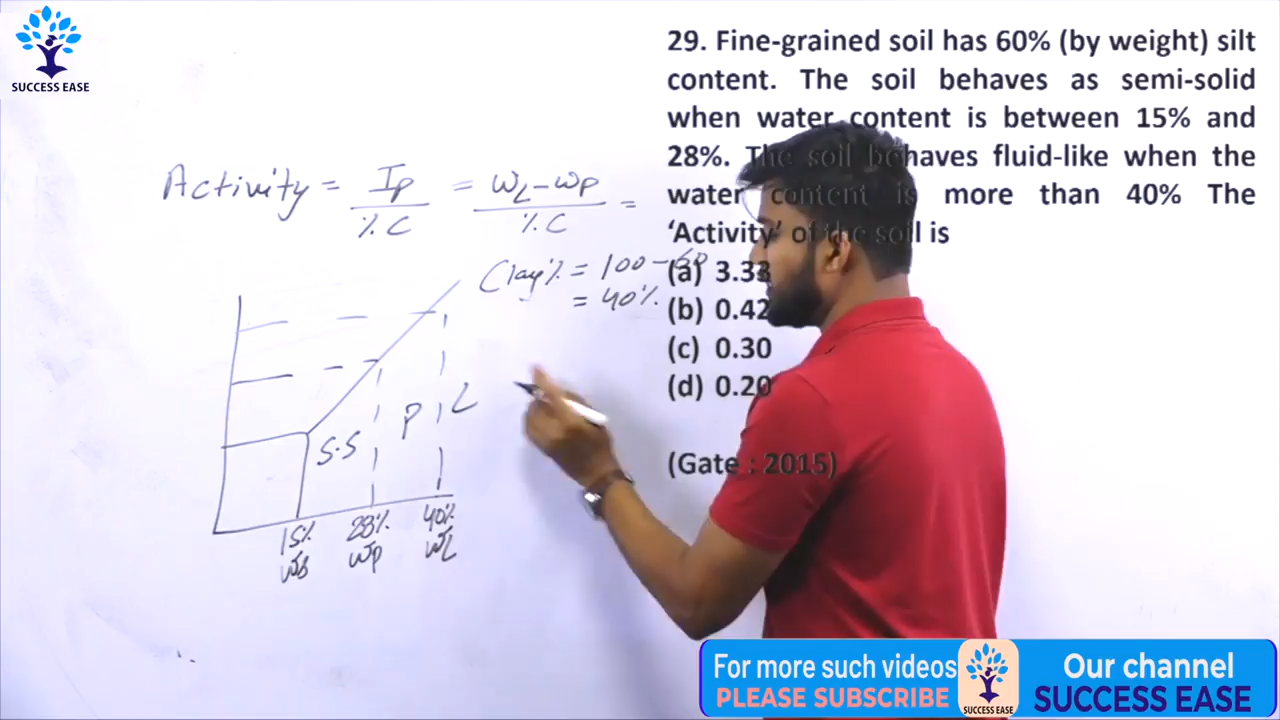 SUCCESS EASE
29. Fine-grained soil has 60% (by weight) silt
content. The soil behaves as semi-solid
when water content is between 15% and
28%. The soil behaves fluid-like when the
water content is more than 40% The
‘Activity’ of the soil is
(a) 3.33
(b) 0.42
(c) 0.30
(d) 0.20
(Gate : 2015)
Activity = Ip / %C = wL - wP / %C =
Clay% = 100 - 60
= 40%
S.S P L
15% 28% 40%
ws wp wL
For more such videos
PLEASE SUBSCRIBE
SUCCESS EASE
Our channel
SUCCESS EASE